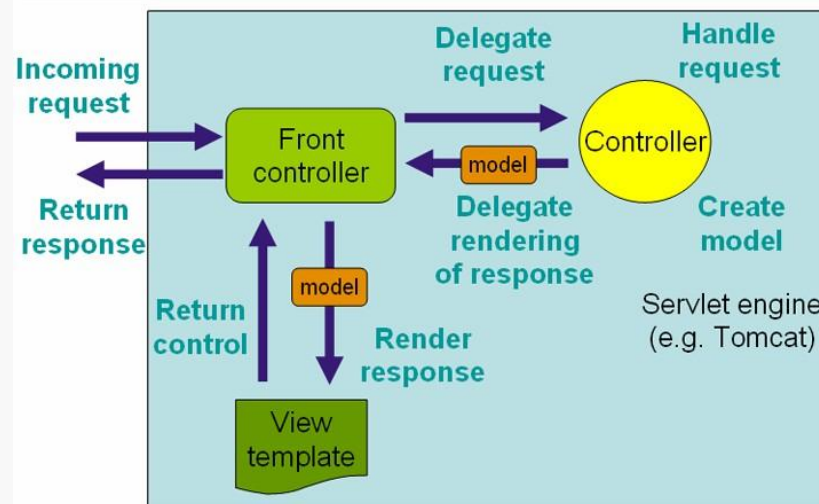 Incoming
request
Return
response
Front
controller
Delegate
request
Handle
request
Controller
model
Delegate
rendering
of response
Create
model
Servlet engine
(e.g. Tomcat)
model
Return
control
Render
response
View
template